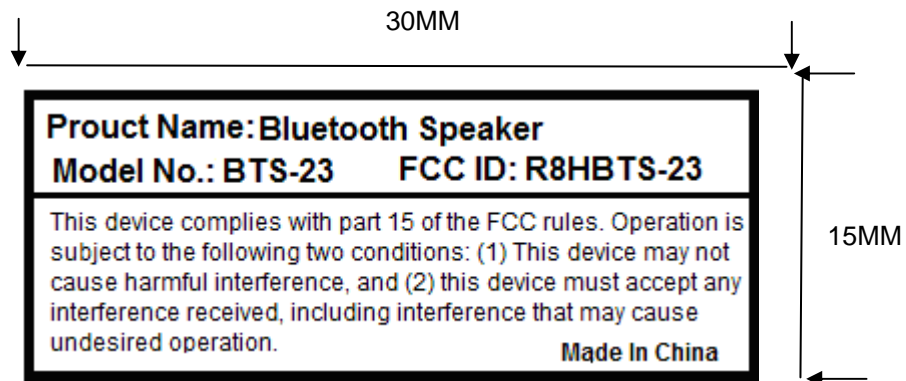 30MM
Prouct Name: Bluetooth Speaker
Model No.: BTS-23 FCC ID: R8HBTS-23
This device complies with part 15 of the FCC rules. Operation is
subject to the following two conditions: (1) This device may not
cause harmful interference, and (2) this device must accept any
interference received, including interference that may cause
undesired operation.
Made In China
15MM